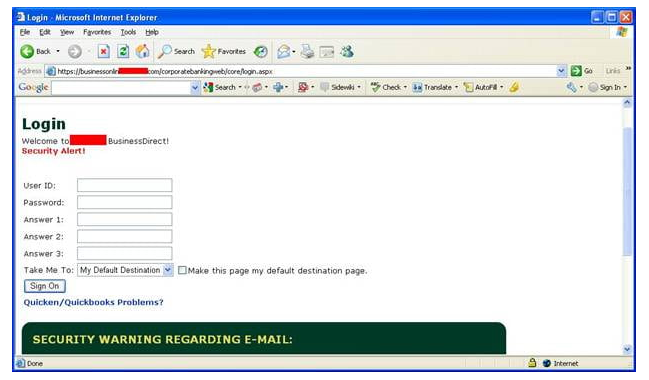 Login - Microsoft Internet Explorer
File Edit View Favorites Tools Help
Back Search Favorites
Address https://businessonlin com/corporatebankingweb/core/login.aspx Go Links »
Google Search Sidewiki Check Translate AutoFill Sign In
Login
Welcome to BusinessDirect!
Security Alert!
User ID:
Password:
Answer 1:
Answer 2:
Answer 3:
Take Me To: My Default Destination Make this page my default destination page.
Sign On
Quicken/Quickbooks Problems?
SECURITY WARNING REGARDING E-MAIL:
Done Internet